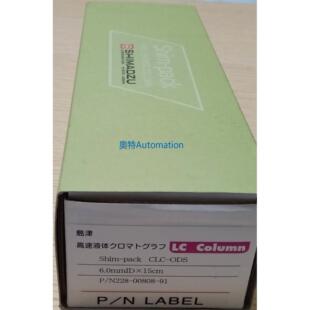 Shim-pack
SHIMADZU
奥特Automation
島津
高速液体クロマトグラフ LC Column
Shim-pack CLC-ODS
6.0mmID×15cm
P/N228-00808-91
P/N LABEL